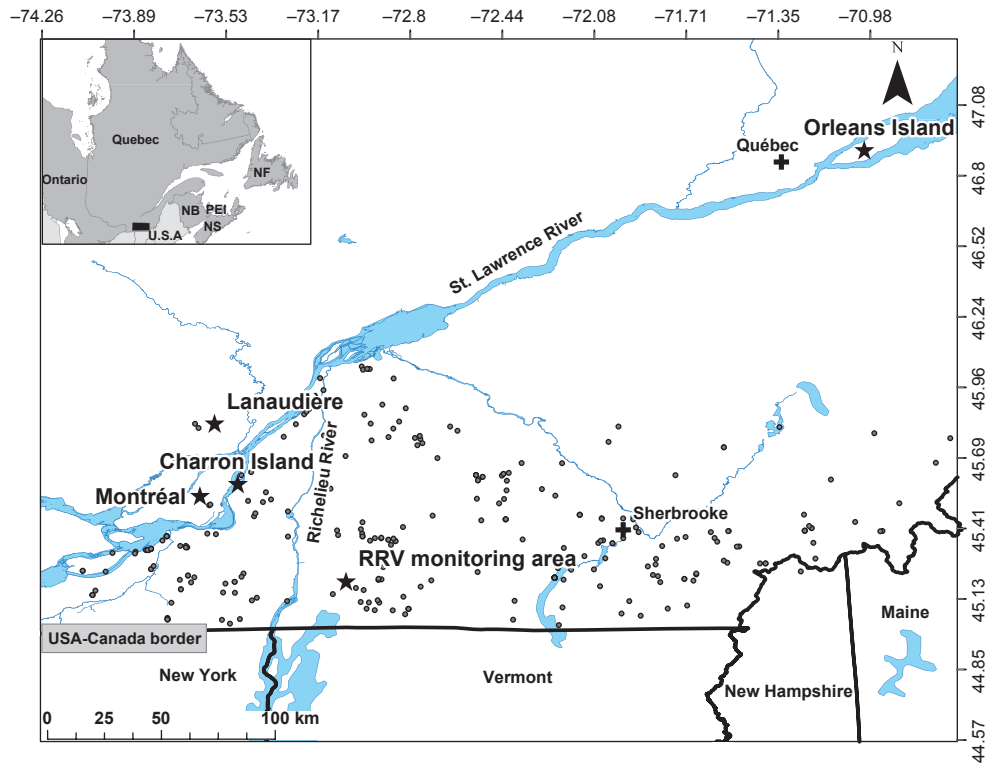 −74.26 −73.89 −73.53 −73.17 −72.8 −72.44 −72.08 −71.71 −71.35 −70.98
N
47.08
Orleans Island
Québec
46.8
Quebec
Ontario
NF
NB PEI
NS
U.S.A
46.52
St. Lawrence River
46.24
45.96
Lanaudière
Richelieu River
45.69
Charron Island
Montréal
Sherbrooke
45.41
RRV monitoring area
45.13
Maine
USA-Canada border
New York
Vermont
New Hampshire
44.85
0 25 50 100 km
44.57